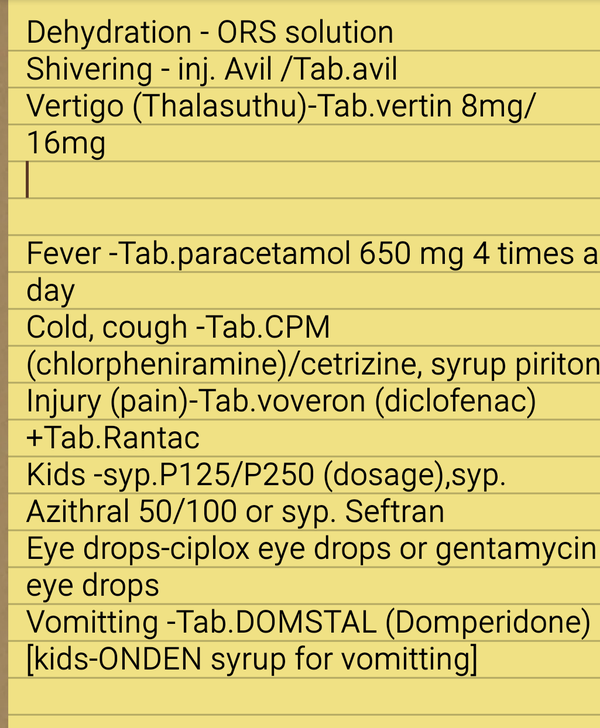 Dehydration - ORS solution
Shivering - inj. Avil /Tab.avil
Vertigo (Thalasuthu)-Tab.vertin 8mg/
16mg
Fever -Tab.paracetamol 650 mg 4 times a
day
Cold, cough -Tab.CPM
(chlorpheniramine)/cetrizine, syrup piriton
Injury (pain)-Tab.voveron (diclofenac)
+Tab.Rantac
Kids -syp.P125/P250 (dosage),syp.
Azithral 50/100 or syp. Seftran
Eye drops-ciplox eye drops or gentamycin
eye drops
Vomitting -Tab.DOMSTAL (Domperidone)
[kids-ONDEN syrup for vomitting]